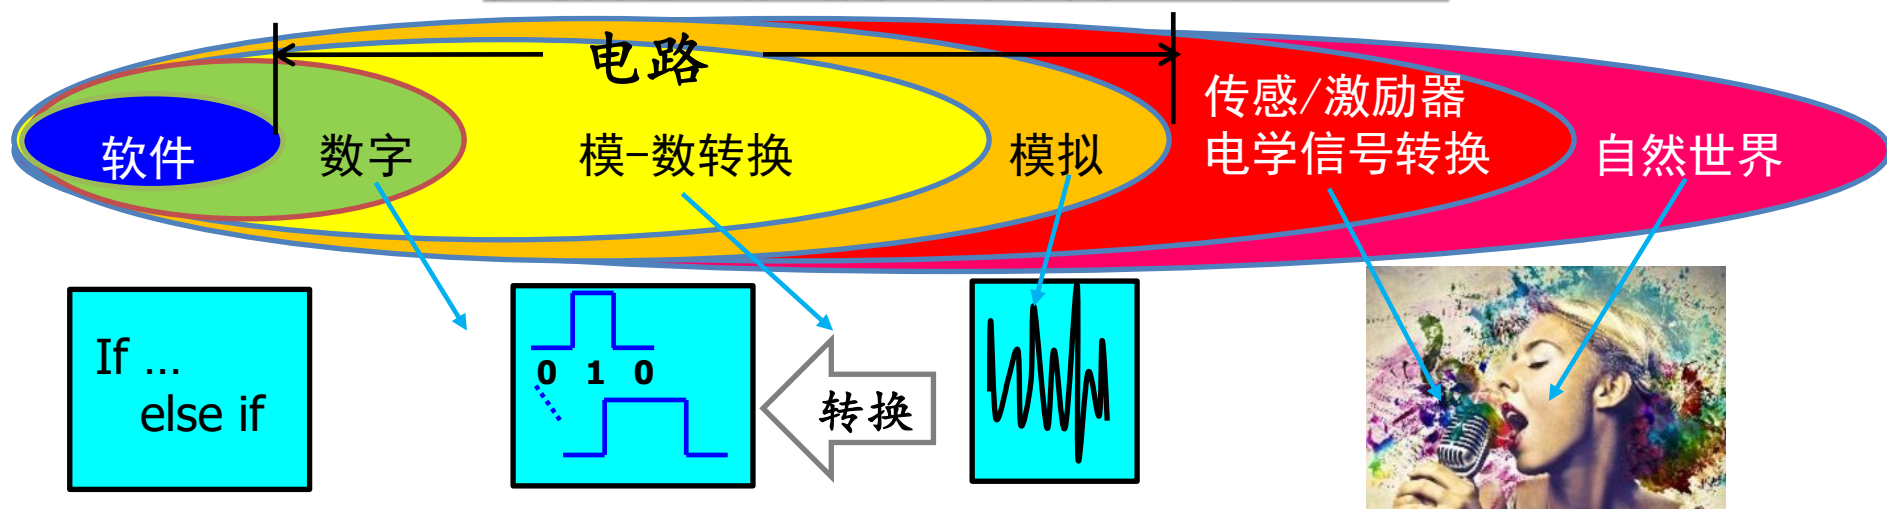 电路
软件
数字
模-数转换
模拟
传感/激励器
电学信号转换
自然世界
If ...
else if
0 1 0
转换